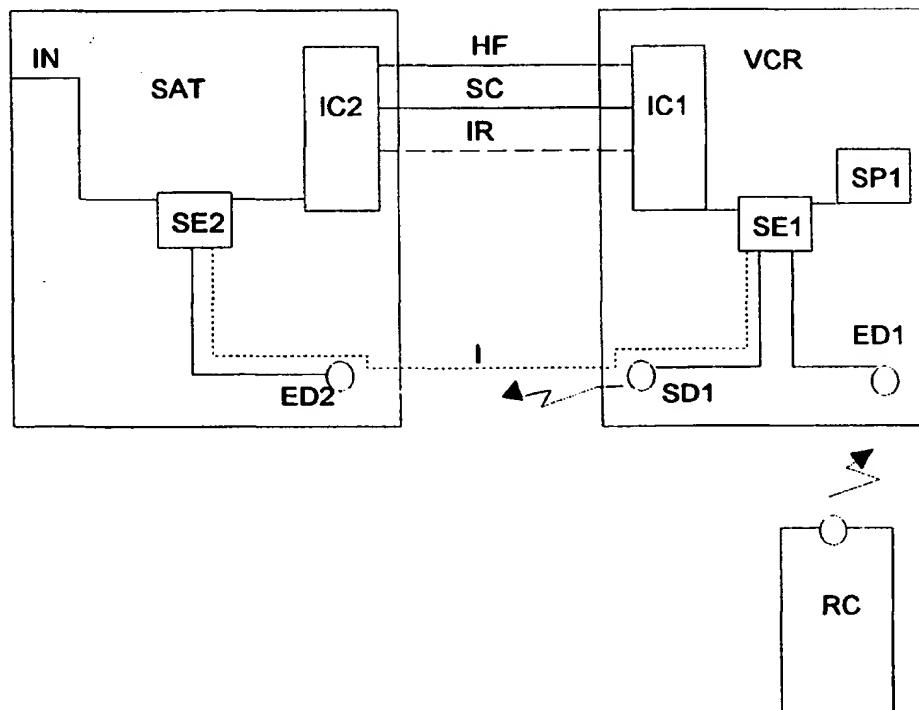 IN
SAT
IC2
HF
SC
IR
IC1
VCR
SP1
SE2
SE1
I
ED2
SD1
ED1
RC